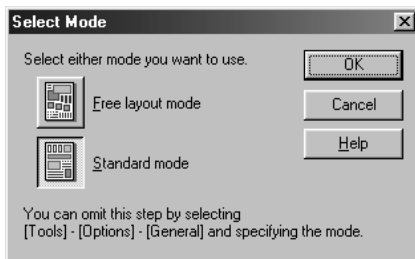 Select Mode
Select either mode you want to use.
OK
Free layout mode
Cancel
Help
Standard mode
You can omit this step by selecting
[Tools] - [Options] - [General] and specifying the mode.